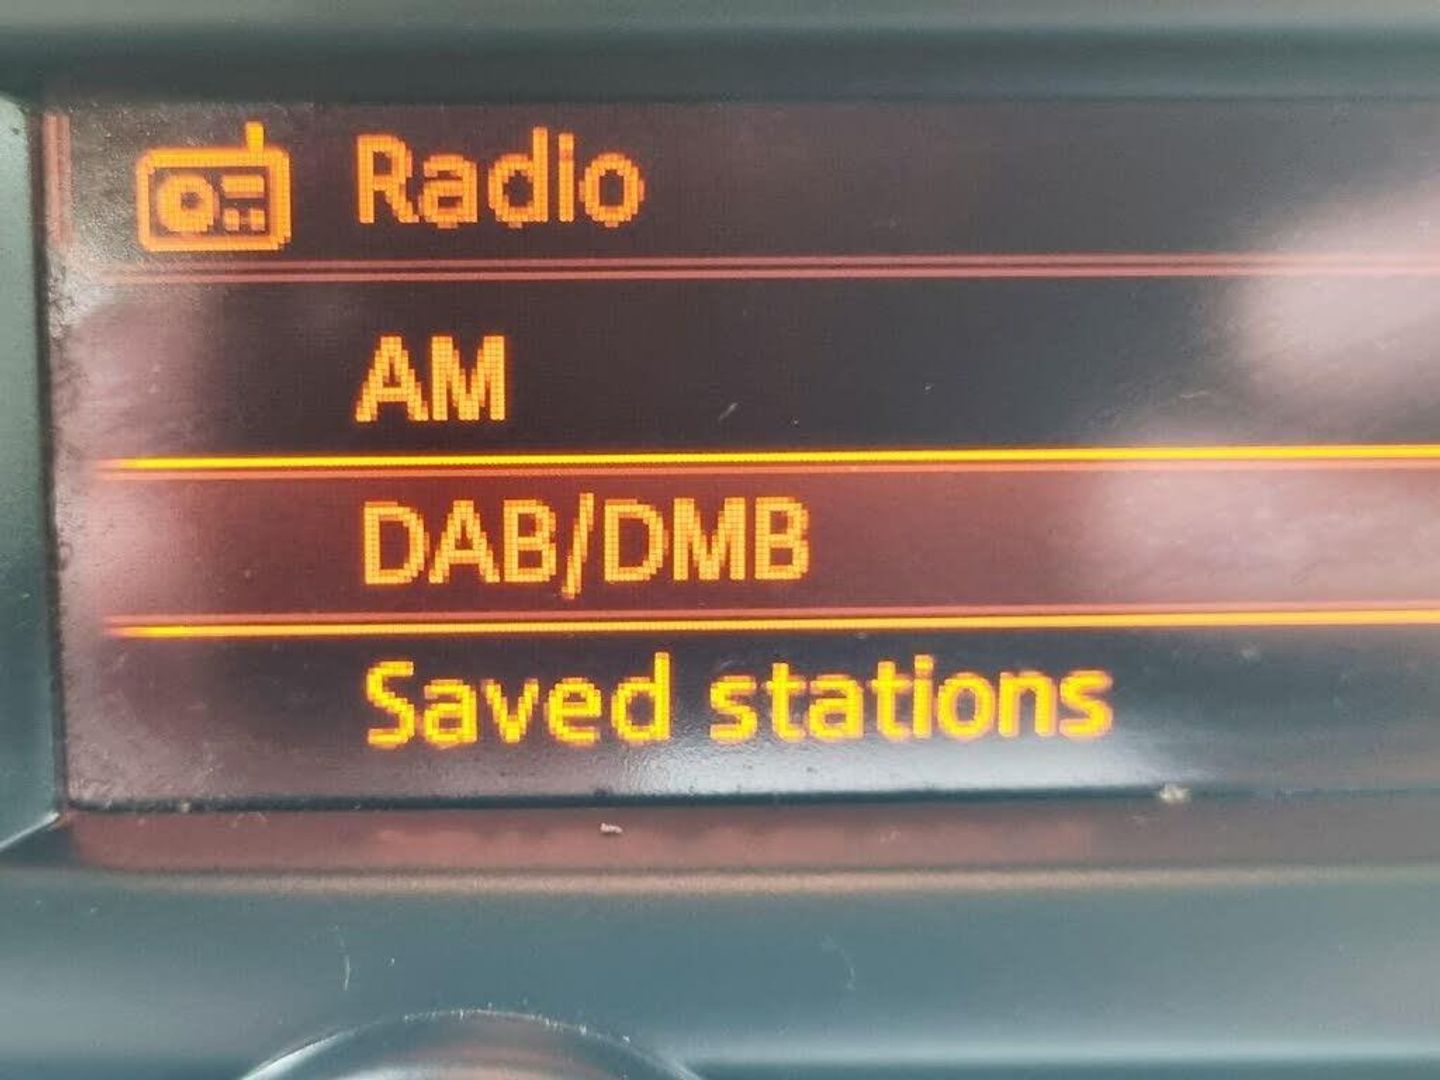 Radio
AM
DAB/DMB
Saved stations